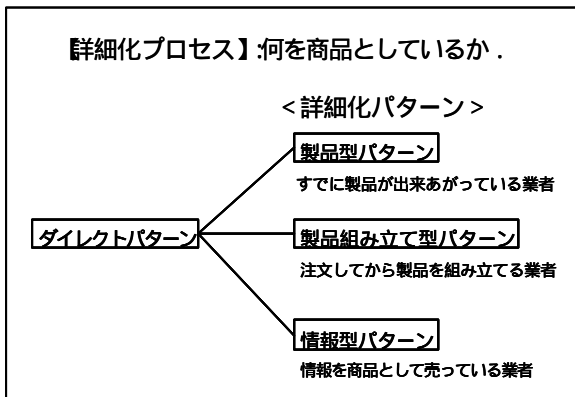 【詳細化プロセス】:何を商品としているか.
<詳細化パターン>
製品型パターン
すでに製品が出来あがっている業者
ダイレクトパターン
製品組み立て型パターン
注文してから製品を組み立てる業者
情報型パターン
情報を商品として売っている業者